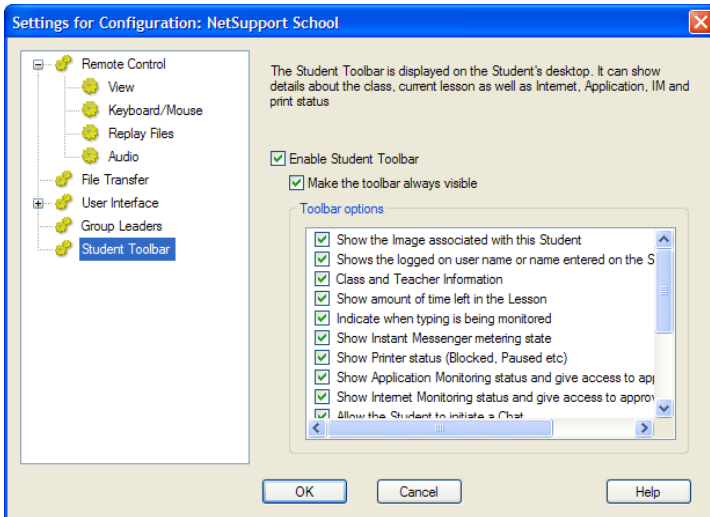 Settings for Configuration: NetSupport School
Remote Control
View
Keyboard/Mouse
Replay Files
Audio
File Transfer
User Interface
Group Leaders
Student Toolbar
The Student Toolbar is displayed on the Student's desktop. It can show
details about the class, current lesson as well as Internet, Application, IM and
print status
Enable Student Toolbar
Make the toolbar always visible
Toolbar options
Show the Image associated with this Student
Shows the logged on user name or name entered on the S
Class and Teacher Information
Show amount of time left in the Lesson
Indicate when typing is being monitored
Show Instant Messenger metering state
Show Printer status (Blocked, Paused etc)
Show Application Monitoring status and give access to
Show Internet Monitoring status and give access to
Allow the Student to initiate a Chat
OK
Cancel
Help